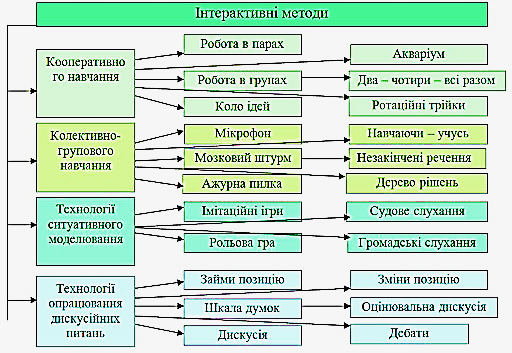 Інтерактивні методи
Кооперативно
го навчання
Робота в парах
Акваріум
Робота в групах
Два – чотири – всі разом
Коло ідей
Ротаційні трійки
Колективно-
групового
навчання
Мікрофон
Навчаючи – учусь
Мозковий штурм
Незакінчені речення
Ажурна пилка
Дерево рішень
Технології
ситуативного
моделювання
Імітаційні ігри
Судове слухання
Рольова гра
Громадські слухання
Технології
опрацювання
дискусійних
питань
Займи позицію
Зміни позицію
Шкала думок
Оцінювальна дискусія
Дискусія
Дебати